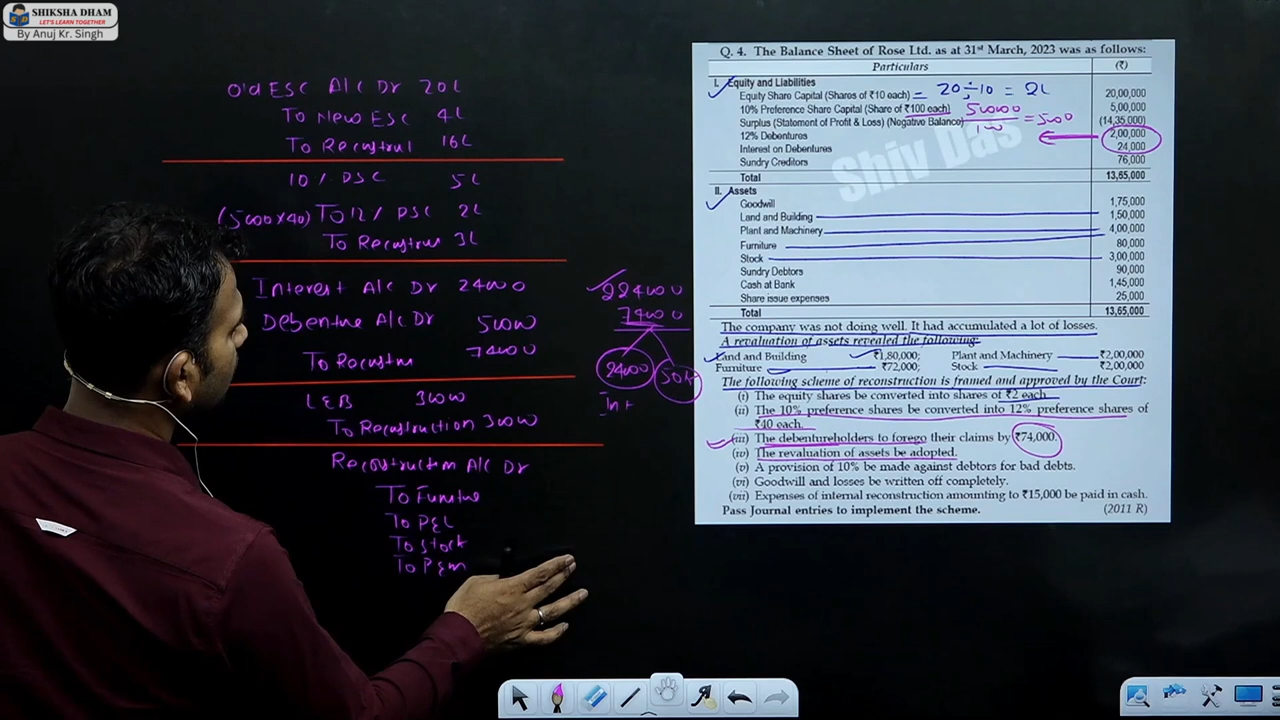 SHIKSHA DHAM
LET'S LEARN TOGETHER
By Anuj Kr. Singh
Old ESC A/c Dr 20L
To New ESC 4L
To Reconstrut 16L
10% PSC 5L
(5000x40) To 12% PSC 2L
To Reconstrus 3L
Interest A/c Dr 24000
Debenture A/c Dr 50000
To Reconstrn 74000
L&B 30000
To Reconstruction 30000
Reconstruction A/c Dr
To Furniture
To P&L
To Stock
To P&M
224000
74000
24000
50K
Int
Q. 4. The Balance Sheet of Rose Ltd. as at 31st March, 2023 was as follows:
Particulars (₹)
I. Equity and Liabilities
Equity Share Capital (Shares of ₹10 each) = 20÷10 = 2L 20,00,000
10% Preference Share Capital (Share of ₹100 each) 500000 5,00,000
Surplus (Statement of Profit & Loss) (Negative Balance) 100 = 5000 (14,35,000)
12% Debentures 2,00,000
Interest on Debentures 24,000
Sundry Creditors 76,000
Total 13,65,000
II. Assets
Goodwill 1,75,000
Land and Building 1,50,000
Plant and Machinery 4,00,000
Furniture 80,000
Stock 3,00,000
Sundry Debtors 90,000
Cash at Bank 1,45,000
Share issue expenses 25,000
Total 13,65,000
Shiv Das
The company was not doing well. It had accumulated a lot of losses.
A revaluation of assets revealed the following:
Land and Building ₹1,80,000; Plant and Machinery ₹2,00,000
Furniture ₹72,000; Stock ₹2,00,000
The following scheme of reconstruction is framed and approved by the Court:
(i) The equity shares be converted into shares of ₹2 each.
(ii) The 10% preference shares be converted into 12% preference shares of
₹40 each.
(iii) The debentureholders to forego their claims by ₹74,000.
(iv) The revaluation of assets be adopted.
(v) A provision of 10% be made against debtors for bad debts.
(vi) Goodwill and losses be written off completely.
(vii) Expenses of internal reconstruction amounting to ₹15,000 be paid in cash.
Pass Journal entries to implement the scheme. (2011 R)